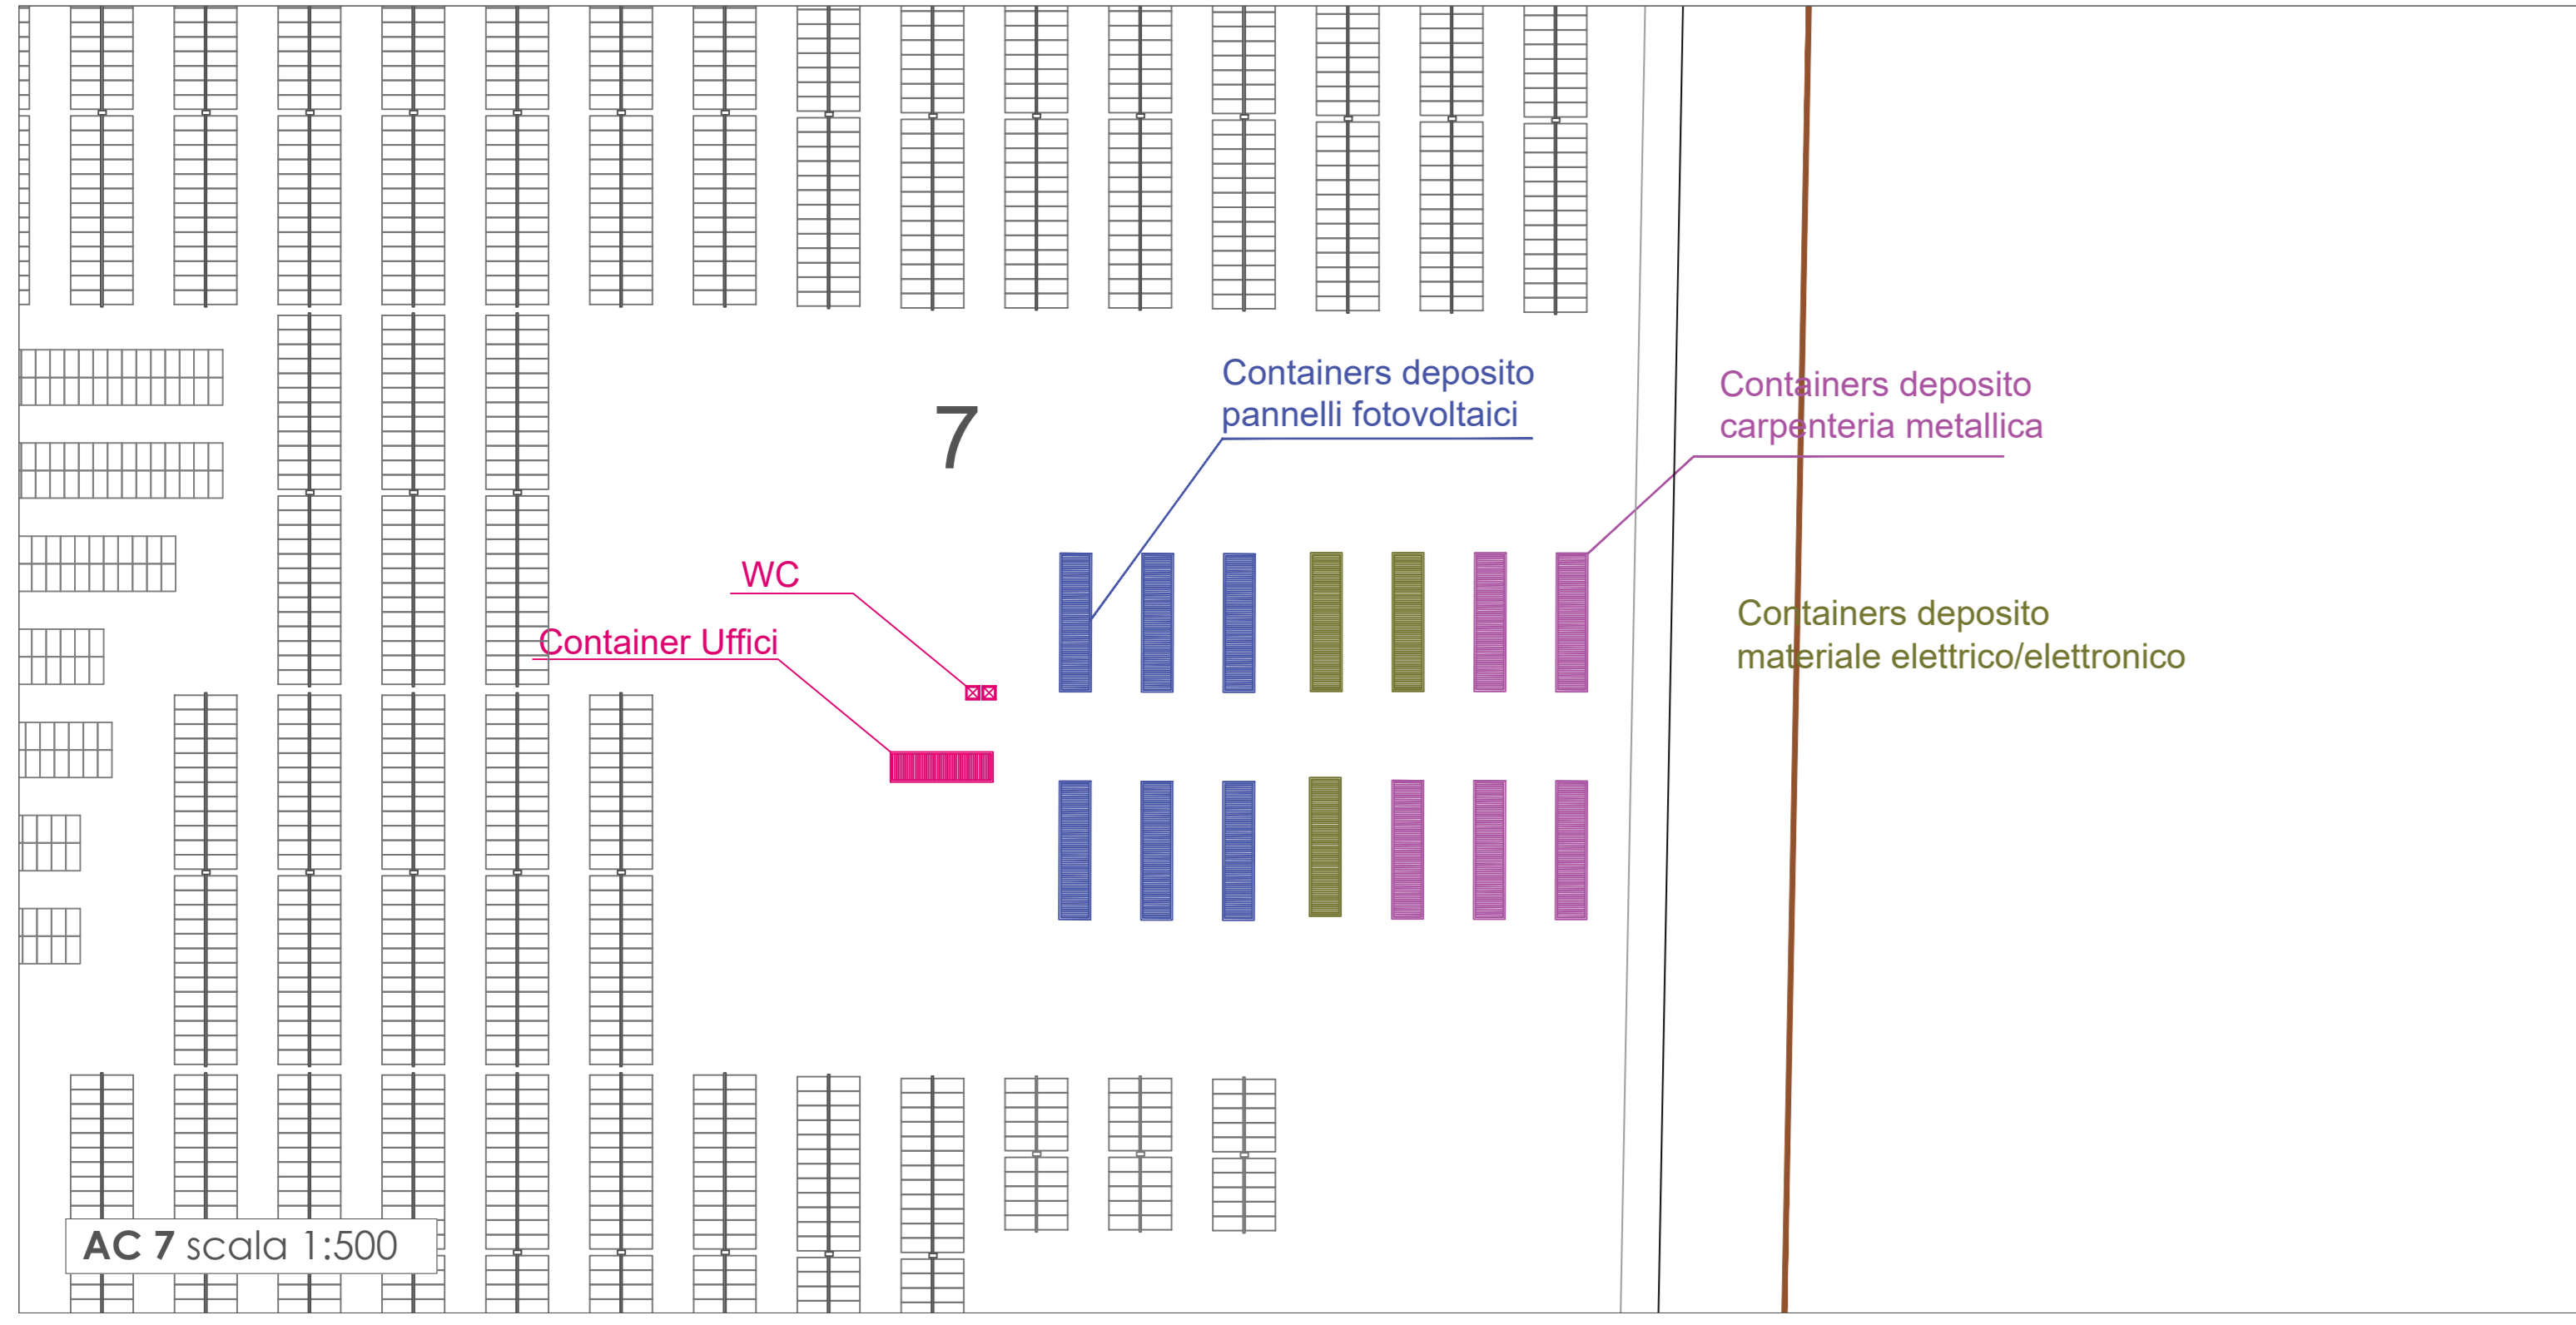 Containers deposito
pannelli fotovoltaici
Containers deposito
carpenteria metallica
7
WC
Container Uffici
Containers deposito
materiale elettrico/elettronico
AC 7 scala 1:500